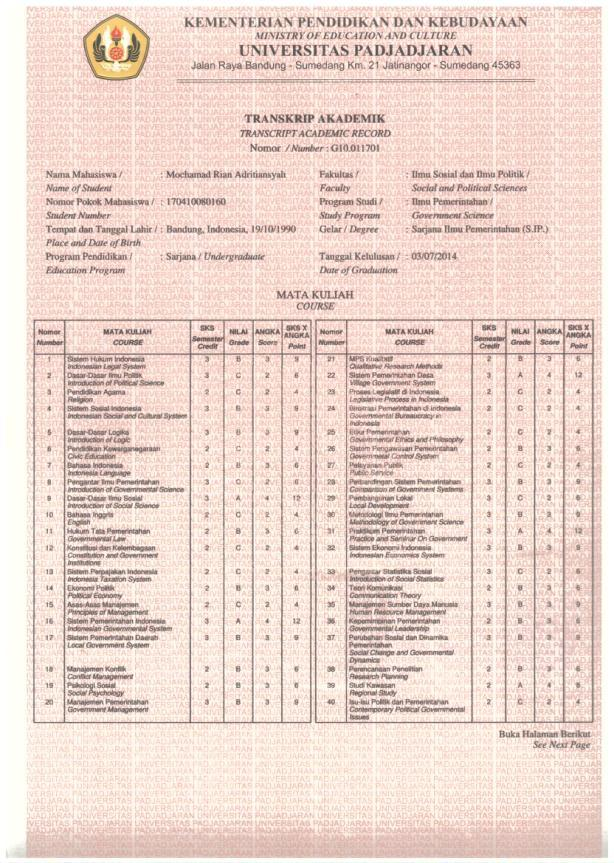 KEMENTERIAN PENDIDIKAN DAN KEBUDAYAAN
MINISTRY OF EDUCATION AND CULTURE
UNIVERSITAS PADJADJARAN
Jalan Raya Bandung - Sumedang Km. 21 Jatinangor - Sumedang 45363
TRANSKRIP AKADEMIK
TRANSCRIPT ACADEMIC RECORD
Nomor / Number : G10.011701
Nama Mahasiswa / : Mochamad Rian Adritiansyah
Name of Student
Nomor Pokok Mahasiswa / : 170410080160
Student Number
Tempat dan Tanggal Lahir / : Bandung, Indonesia, 19/10/1990
Place and Date of Birth
Program Pendidikan / : Sarjana / Undergraduate
Education Program
Fakultas / : Ilmu Sosial dan Ilmu Politik /
Faculty Social and Political Sciences
Program Studi / : Ilmu Pemerintahan /
Study Program Government Science
Gelar / Degree : Sarjana Ilmu Pemerintahan (S.IP.)
Tanggal Kelulusan / : 03/07/2014
Date of Graduation
MATA KULIAH
COURSE
Nomor MATA KULIAH SKS NILAI ANGKA SKS X ANGKA
Number COURSE Semester Credit Grade Score Point
1 Sistem Hukum Indonesia 3 B 3 9
Indonesian Legal System
2 Dasar-Dasar Ilmu Politik 3 C 2 6
Introduction of Political Science
3 Pendidikan Agama 2 C 2 4
Religion
4 Sistem Sosial Indonesia 3 B 3 9
Indonesian Social and Cultural System
5 Dasar-Dasar Logika 3 B 3 9
Introduction of Logic
6 Pendidikan Kewarganegaraan 2 C 2 4
Civic Education
7 Bahasa Indonesia 2 B 3 6
Indonesia Language
8 Pengantar Ilmu Pemerintahan 3 C 2 6
Introduction of Governmental Science
9 Dasar-Dasar Ilmu Sosial 3 A 4 12
Introduction of Social Science
10 Bahasa Inggris 2 C 2 4
English
11 Hukum Tata Pemerintahan 2 B 3 6
Governmental Law
12 Konstitusi dan Kelembagaan 2 C 2 4
Constitution and Government
Institutions
13 Sistem Perpajakan Indonesia 2 C 2 4
Indonesia Taxation System
14 Ekonomi Politik 2 B 3 6
Political Economy
15 Asas-Asas Manajemen 2 C 2 4
Principles of Management
16 Sistem Pemerintahan Indonesia 3 A 4 12
Indonesian Governmental System
17 Sistem Pemerintahan Daerah 3 B 3 9
Local Government System
18 Manajemen Konflik 2 B 3 6
Conflict Management
19 Psikologi Sosial 2 B 3 6
Social Psychology
20 Manajemen Pemerintahan 3 B 3 9
Government Management
Nomor MATA KULIAH SKS NILAI ANGKA SKS X ANGKA
Number COURSE Semester Credit Grade Score Point
21 MPS Kualitatif 2 B 3 6
Qualitative Research Methods
22 Sistem Pemerintahan Desa 3 A 4 12
Village Government System
23 Proses Legislatif di Indonesia 2 C 2 4
Legislative Process in Indonesia
24 Birokrasi Pemerintahan di Indonesia 2 C 2 4
Governmental Bureaucracy in
Indonesia
25 Etika Pemerintahan 2 C 2 4
Governmental Ethics and Philosophy
26 Sistem Pengawasan Pemerintahan 2 B 3 6
Governmetal Control System
27 Pelayanan Publik 2 C 2 4
Public Service
28 Perbandingan Sistem Pemerintahan 3 B 3 9
Comparison of Government Systems
29 Pembangunan Lokal 3 C 2 6
Local Development
30 Metodologi Ilmu Pemerintahan 3 B 3 9
Methodology of Government Science
31 Praktikum Pemerintahan 3 A 4 12
Practice and Seminar On Government
32 Sistem Ekonomi Indonesia 3 B 3 9
Indonesian Economics System
33 Pengantar Statistika Sosial 3 C 2 6
Introduction of Social Statistics
34 Teori Komunikasi 2 B 3 6
Communication Theory
35 Manajemen Sumber Daya Manusia 3 B 3 9
Human Resource Management
36 Kepemimpinan Pemerintahan 2 B 3 6
Governmental Leadership
37 Perubahan Sosial dan Dinamika 3 B 3
Pemerintahan
Social Change and Governmental
Dynamics
38 Perencanaan Penelitian 2 B 3 6
Research Planning
39 Studi Kawasan 2 A 4
Regional Study
40 Isu-Isu Politik dan Pemerintahan 2 C 2 4
Contemporary Political Governmental
Issues
Buka Halaman Berikut
See Next Page